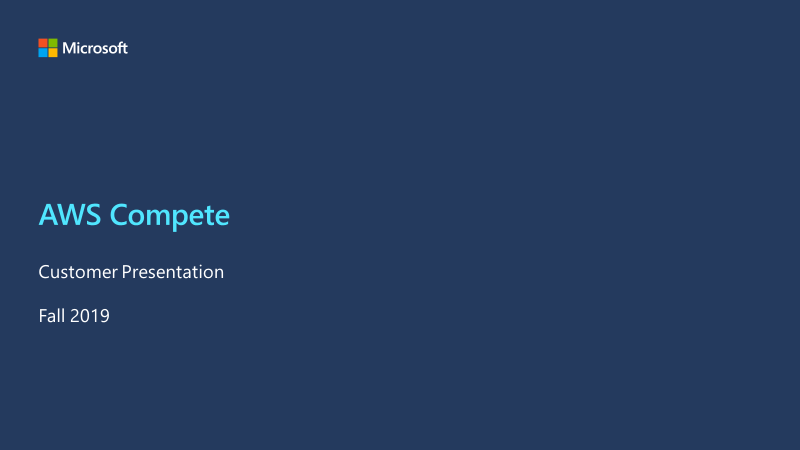 Microsoft
AWS Compete
Customer Presentation
Fall 2019